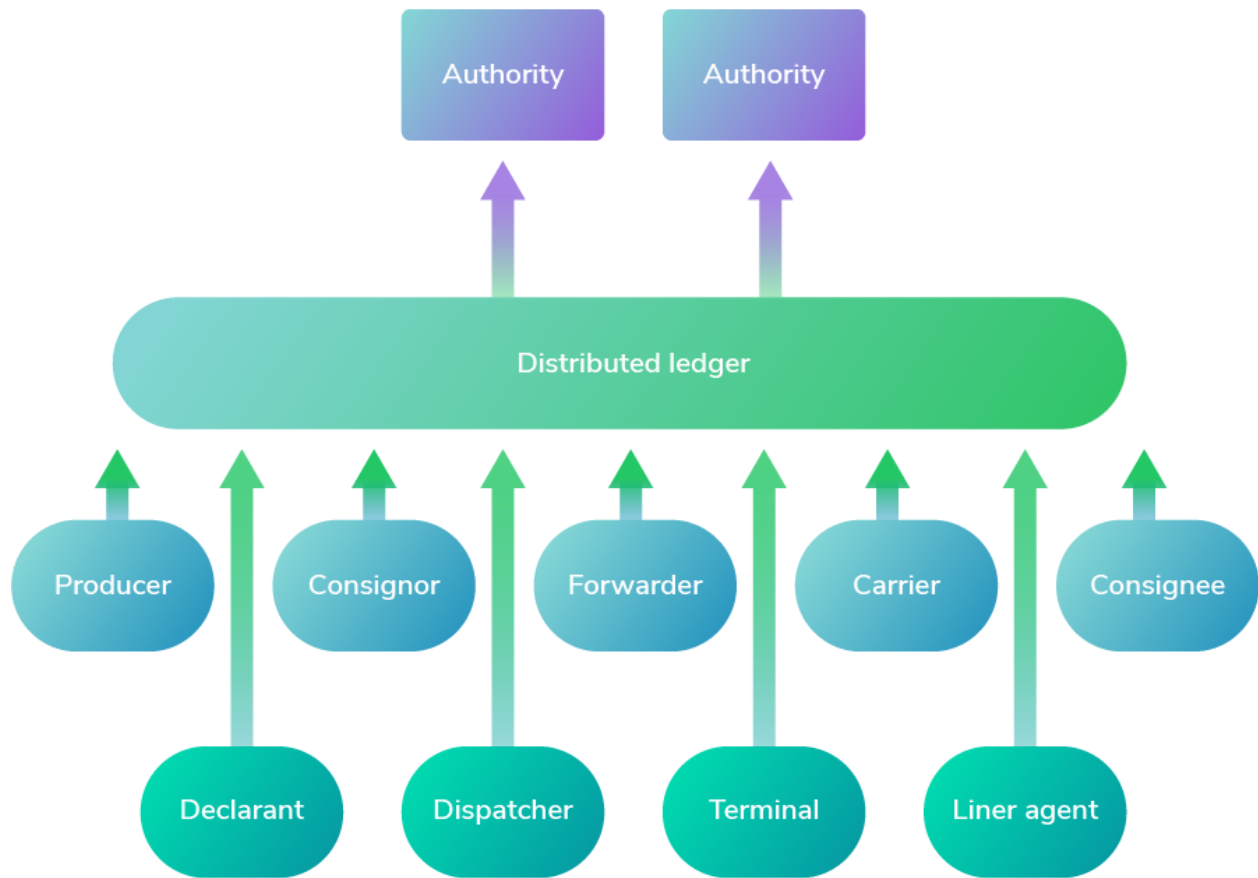 Authority
Authority
Distributed ledger
Producer
Consignor
Forwarder
Carrier
Consignee
Declarant
Dispatcher
Terminal
Liner agent